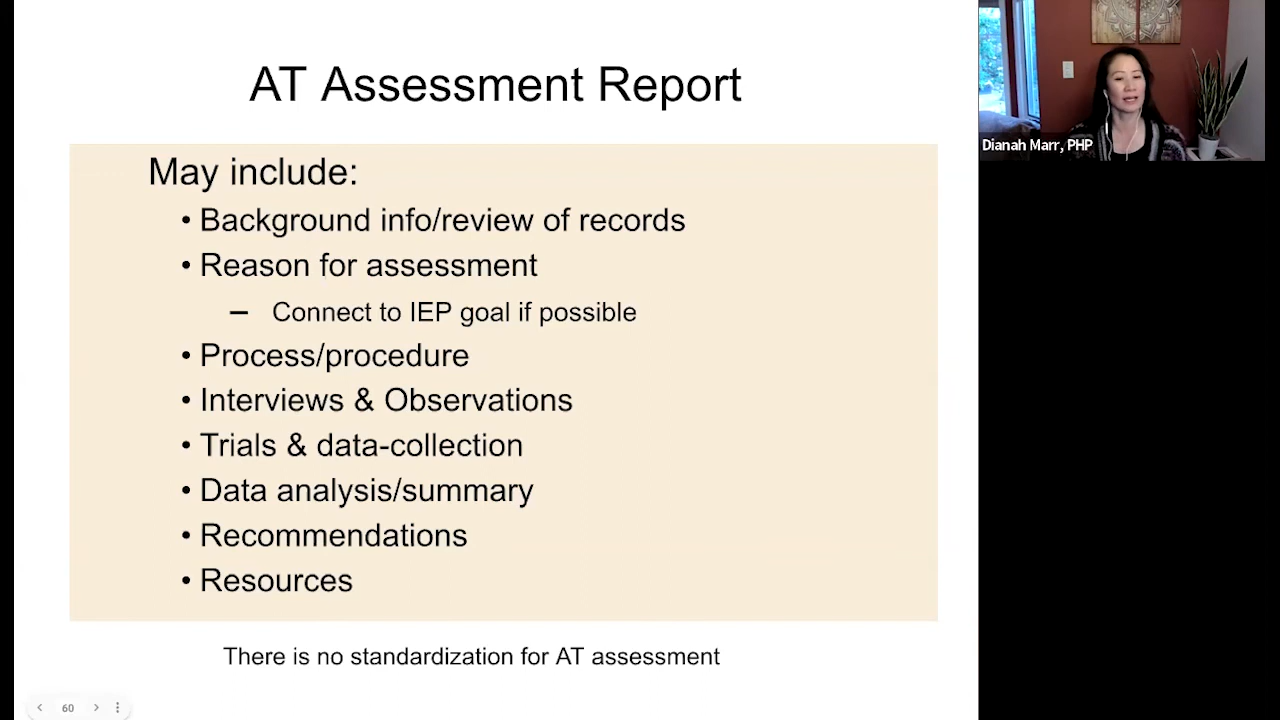 AT Assessment Report
May include:
• Background info/review of records
• Reason for assessment
– Connect to IEP goal if possible
• Process/procedure
• Interviews & Observations
• Trials & data-collection
• Data analysis/summary
• Recommendations
• Resources
There is no standardization for AT assessment
60
Dianah Marr, PHP